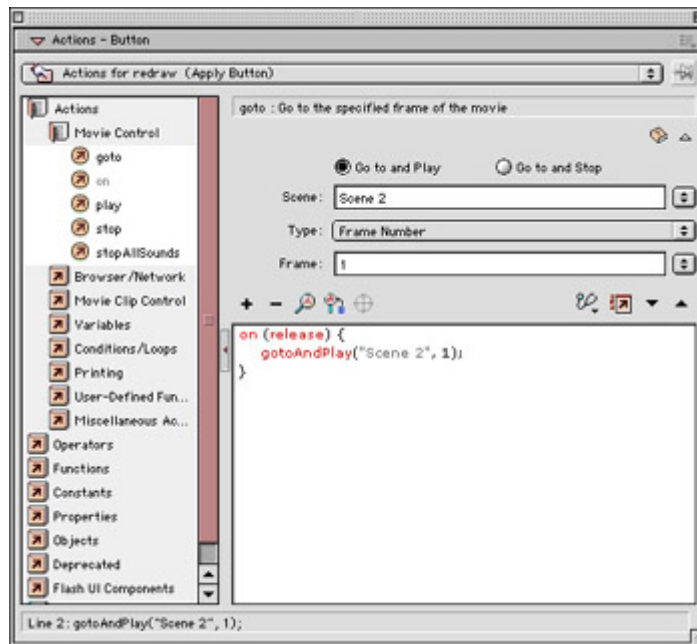 Actions - Button
Actions for redraw (Apply Button)
Actions
Movie Control
goto
on
play
stop
stopAllSounds
Browser/Network
Movie Clip Control
Variables
Conditions/Loops
Printing
User-Defined Fun...
Miscellaneous Ac...
Operators
Functions
Constants
Properties
Objects
Deprecated
Flash UI Components
goto : Go to the specified frame of the movie
Go to and Play
Go to and Stop
Scene: Scene 2
Type: Frame Number
Frame: 1
on (release) {
gotoAndPlay("Scene 2", 1);
}
Line 2: gotoAndPlay("Scene 2", 1);